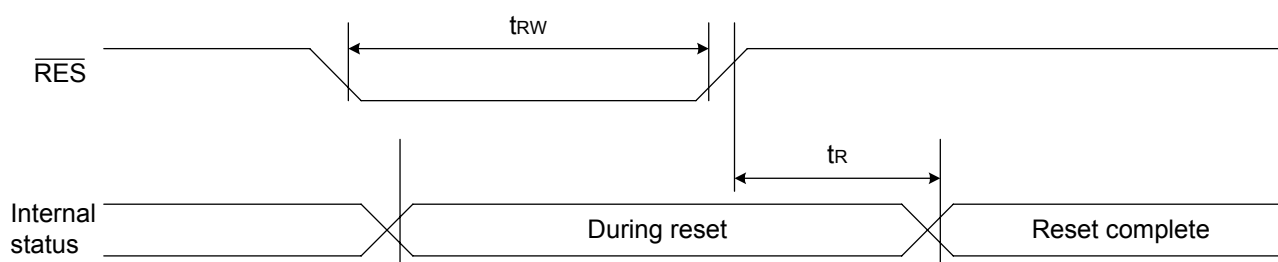 tRW
RES
tR
Internal
status
During reset
Reset complete